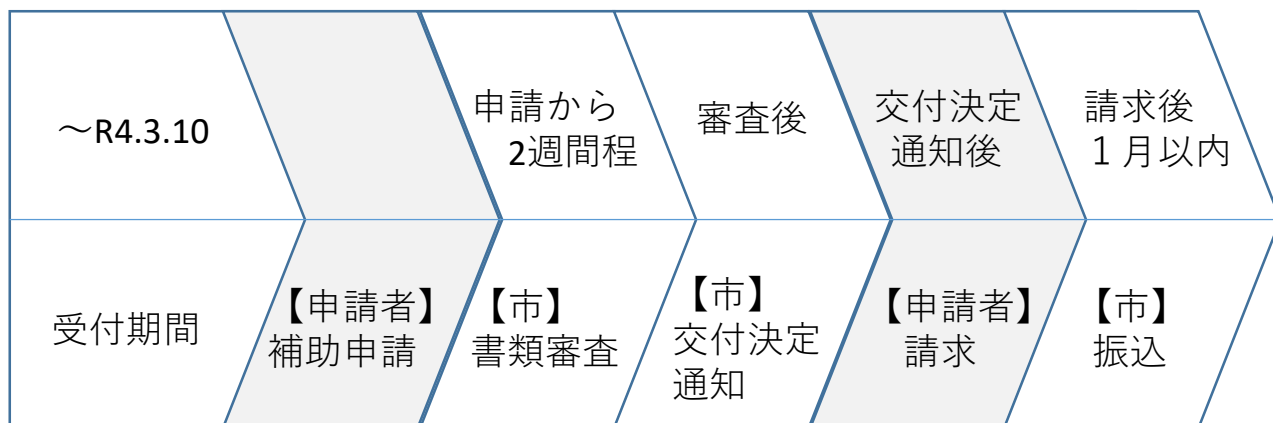 ～R4.3.10
申請から
2週間程
審査後
交付決定
通知後
請求後
１月以内
受付期間
【申請者】
補助申請
【市】
書類審査
【市】
交付決定
通知
【申請者】
請求
【市】
振込